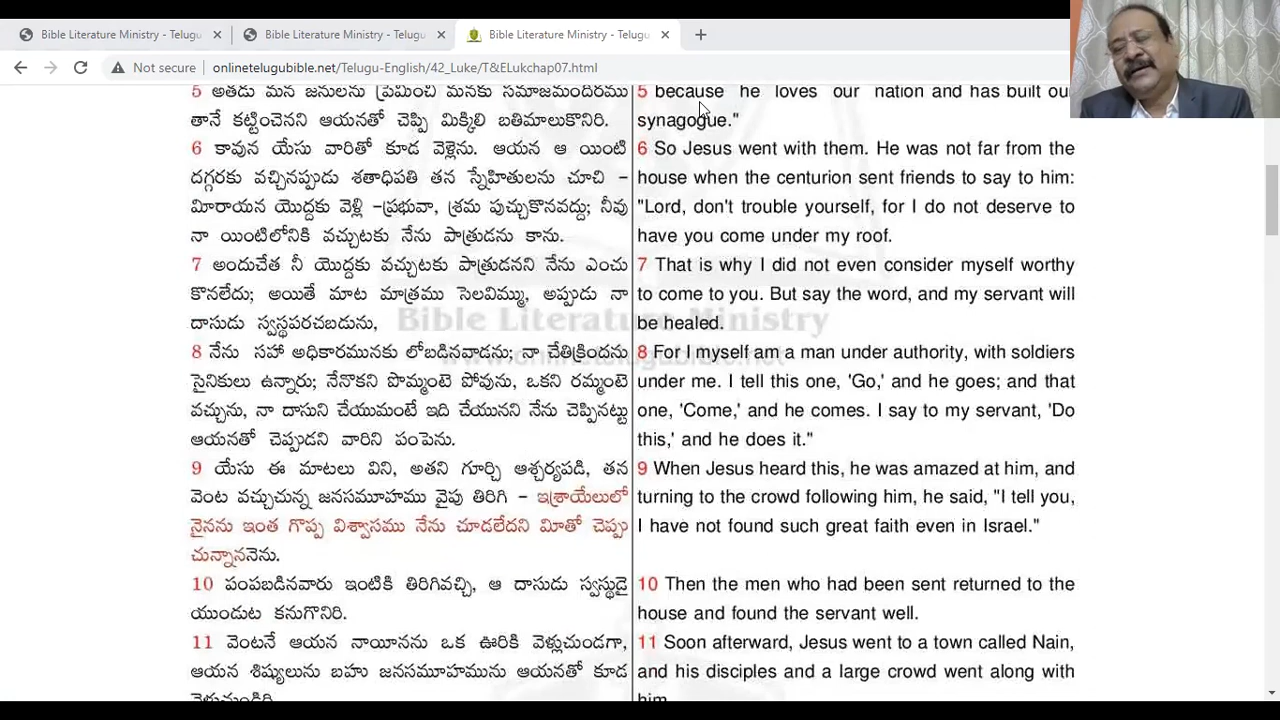 Bible Literature Ministry - Telugu
Bible Literature Ministry - Telugu
Bible Literature Ministry - Telugu
Not secure
onlinetelugubible.net/Telugu-English/42_Luke/T&ELukchap07.html
5 అతడు మన జనులను ప్రేమించి మనకు సమాజమందిరము
తానే కట్టించెనని ఆయనతో చెప్పి మిక్కిలి బతిమాలుకొనిరి.
6 కావున యేసు వారితో కూడ వెళ్లెను. ఆయన ఆ యింటి
దగ్గరకు వచ్చినప్పుడు శతాధిపతి తన స్నేహితులను చూచి –
మీరాయన యొద్దకు వెళ్లి –ప్రభువా, శ్రమ పుచ్చుకొనవద్దు; నీవు
నా యింటిలోనికి వచ్చుటకు నేను పాత్రుడను కాను.
7 అందుచేత నీ యొద్దకు వచ్చుటకు పాత్రుడనని నేను ఎంచు
కొనలేదు; అయితే మాట మాత్రము సెలవిమ్ము, అప్పుడు నా
దాసుడు స్వస్థపరచబడును,
8 నేను సహా అధికారమునకు లోబడినవాడను; నా చేతిక్రిందను
సైనికులు ఉన్నారు; నేనొకని పొమ్మంటె పోవును, ఒకని రమ్మంటె
వచ్చును, నా దాసుని చేయుమంటే ఇది చేయునని నేను చెప్పినట్టు
ఆయనతో చెప్పుడని వారిని పంపెను.
9 యేసు ఈ మాటలు విని, అతని గూర్చి ఆశ్చర్యపడి, తన
వెంట వచ్చుచున్న జనసమూహము వైపు తిరిగి – ఇశ్రాయేలులో
నైనను ఇంత గొప్ప విశ్వాసము నేను చూడలేదని మీతో చెప్పు
చున్నాననెను.
10 పంపబడినవారు ఇంటికి తిరిగివచ్చి, ఆ దాసుడు స్వస్థుడై
యుండుట కనుగొనిరి.
11 వెంటనే ఆయన నాయీనను ఒక ఊరికి వెళ్లుచుండగా,
ఆయన శిష్యులును బహు జనసమూహమును ఆయనతో కూడ
5 because he loves our nation and has built our
synagogue."
6 So Jesus went with them. He was not far from the
house when the centurion sent friends to say to him:
"Lord, don't trouble yourself, for I do not deserve to
have you come under my roof.
7 That is why I did not even consider myself worthy
to come to you. But say the word, and my servant will
be healed.
8 For I myself am a man under authority, with soldiers
under me. I tell this one, 'Go,' and he goes; and that
one, 'Come,' and he comes. I say to my servant, 'Do
this,' and he does it."
9 When Jesus heard this, he was amazed at him, and
turning to the crowd following him, he said, "I tell you,
I have not found such great faith even in Israel."
10 Then the men who had been sent returned to the
house and found the servant well.
11 Soon afterward, Jesus went to a town called Nain,
and his disciples and a large crowd went along with
him.
Bible Literature Ministry
www.onlinetelugubible.net